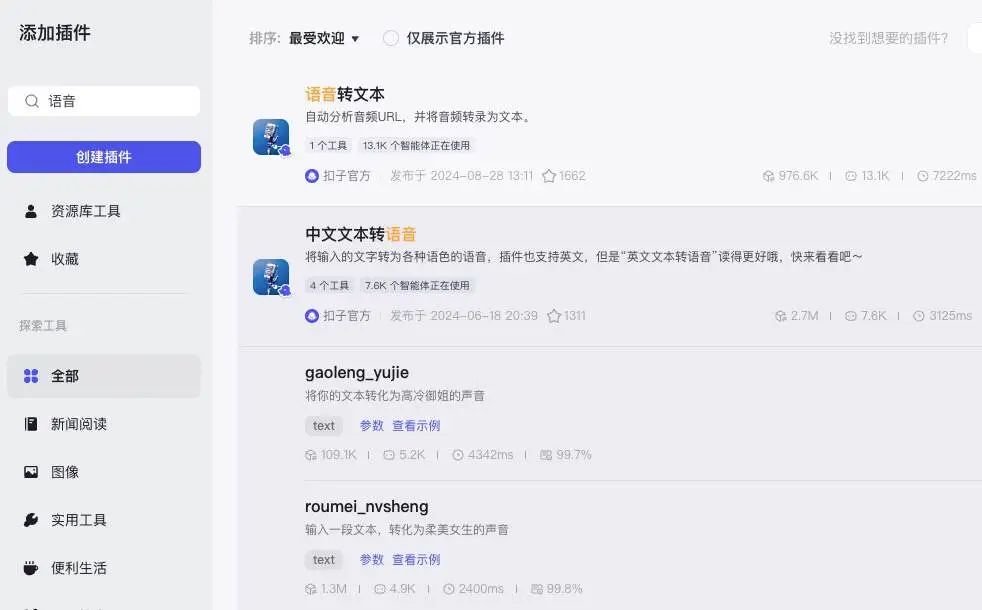 添加插件
语音
创建插件
资源库工具
收藏
探索工具
全部
新闻阅读
图像
实用工具
便利生活
排序: 最受欢迎 仅展示官方插件 没找到想要的插件?
语音转文本
自动分析音频URL，并将音频转录为文本。
1 个工具 13.1K 个智能体正在使用
扣子官方 发布于 2024-08-28 13:11 1662 976.6K 13.1K 7222ms
中文文本转语音
将输入的文字转为各种语色的语音，插件也支持英文，但是“英文文本转语音”读得更好哦，快来看看吧～
4 个工具 7.6K 个智能体正在使用
扣子官方 发布于 2024-06-18 20:39 1311 2.7M 7.6K 3125ms
gaoleng_yujie
将你的文本转化为高冷御姐的声音
text 参数 查看示例
109.1K 5.2K 4342ms 99.7%
roumei_nvsheng
输入一段文本，转化为柔美女生的声音
text 参数 查看示例
1.3M 4.9K 2400ms 99.8%